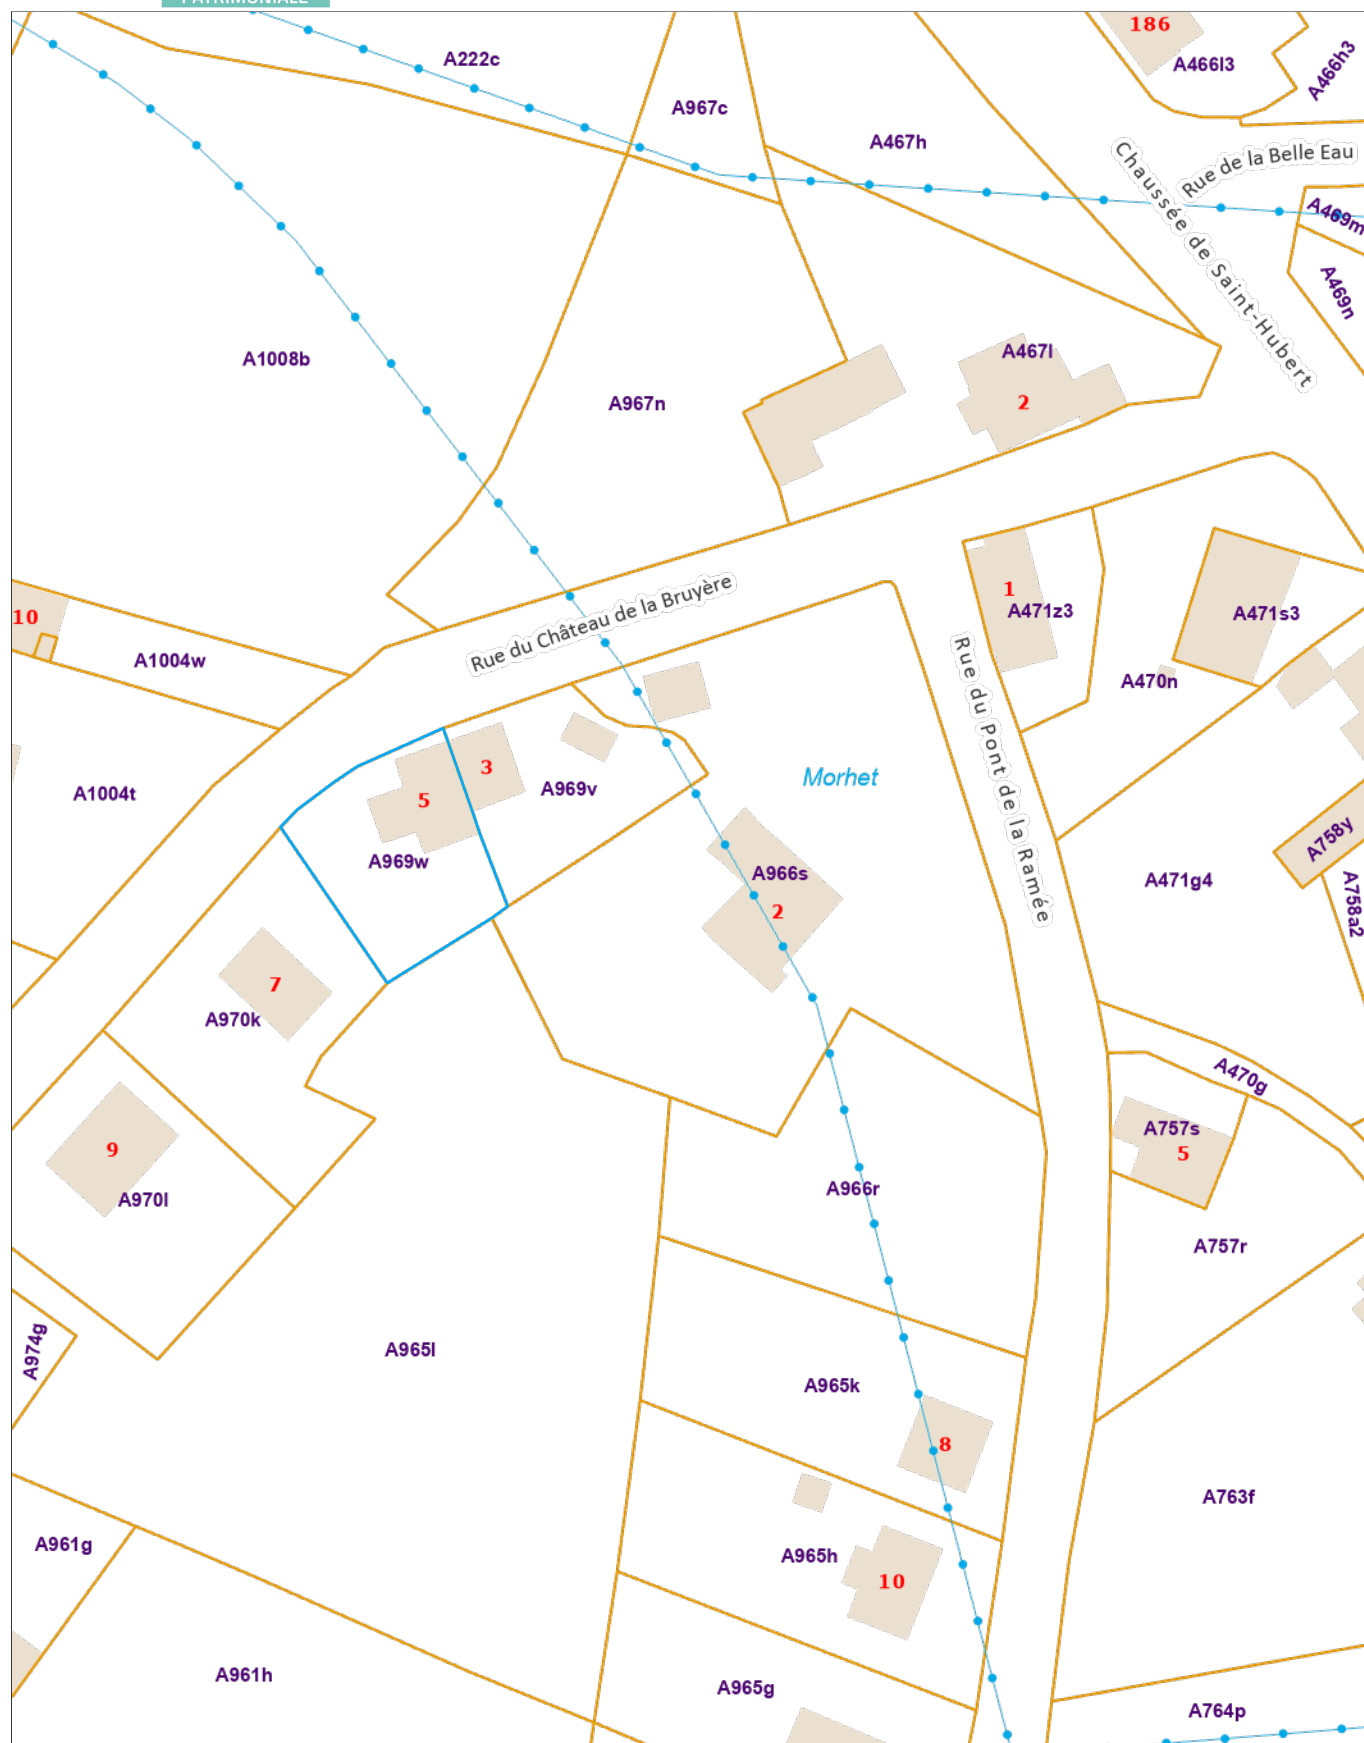 PATRIMONIALE
186
A222c
A466l3
A466h3
A967c
A467h
Rue de la Belle Eau
Chaussée de Saint-Hubert
A469m
A469n
A1008b
A467l
2
A967n
Rue du Château de la Bruyère
1
A471z3
A471s3
10
A1004w
A470n
Rue du Pont de la Ramée
3
5
A969v
Morhet
A1004t
A969w
A966s
2
A471g4
A758y
A758a2
7
A970k
A470g
A757s
5
9
A970l
A966r
A757r
A974g
A965l
A965k
8
A763f
A961g
A965h
10
A961h
A965g
A764p